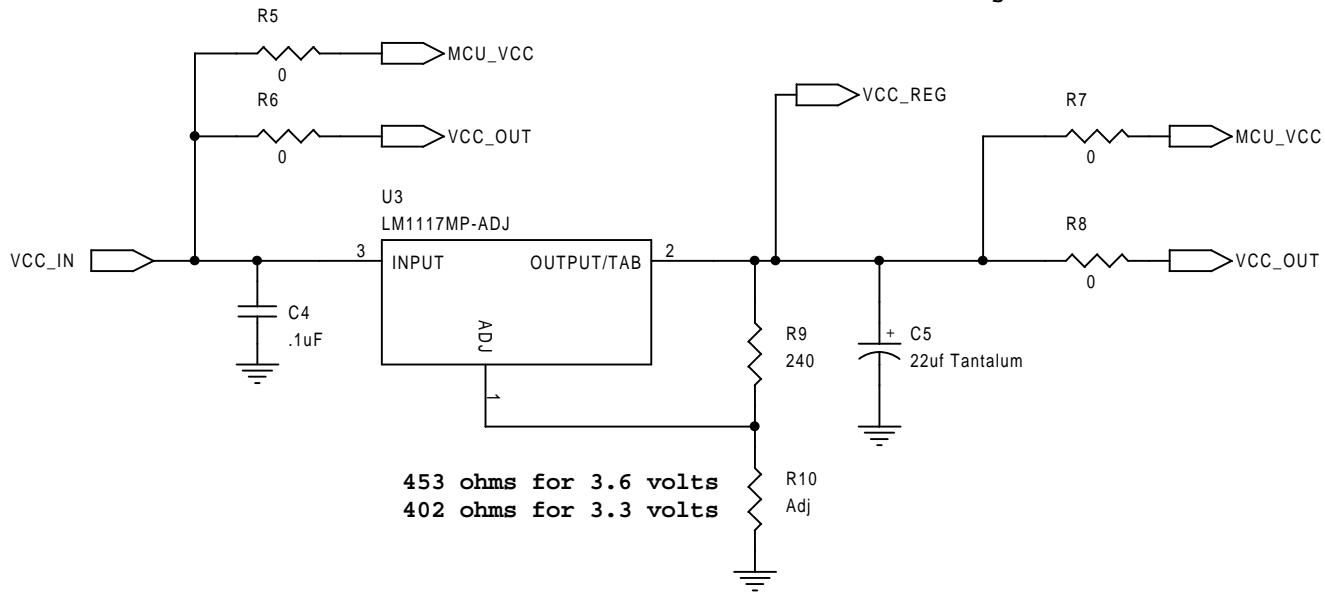 R5
MCU_VCC
0
R6
VCC_OUT
0
VCC_REG
R7
MCU_VCC
0
U3
LM1117MP-ADJ
VCC_IN
3
INPUT
OUTPUT/TAB
2
ADJ
1
R8
VCC_OUT
0
C4
.1uF
R9
240
+
C5
22uf Tantalum
453 ohms for 3.6 volts
402 ohms for 3.3 volts
R10
Adj